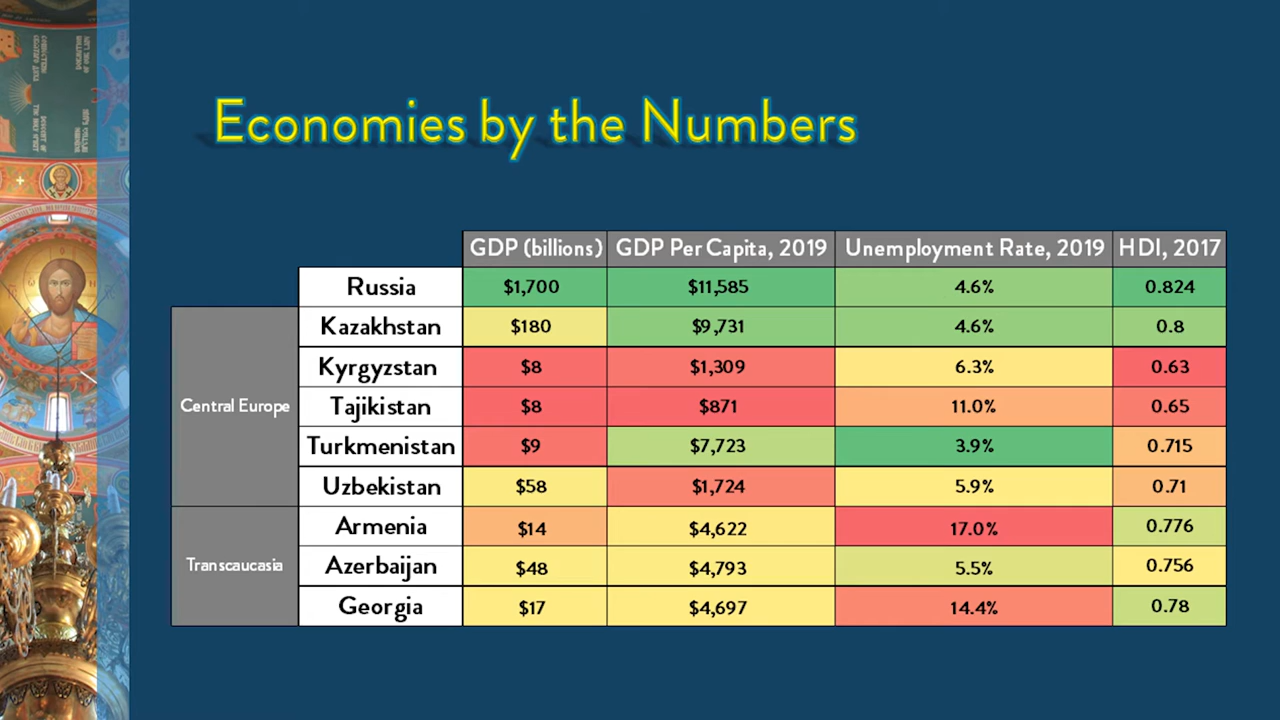 Economies by the Numbers
GDP (billions) GDP Per Capita, 2019 Unemployment Rate, 2019 HDI, 2017
Russia $1,700 $11,585 4.6% 0.824
Kazakhstan $180 $9,731 4.6% 0.8
Kyrgyzstan $8 $1,309 6.3% 0.63
Central Europe Tajikistan $8 $871 11.0% 0.65
Turkmenistan $9 $7,723 3.9% 0.715
Uzbekistan $58 $1,724 5.9% 0.71
Armenia $14 $4,622 17.0% 0.776
Transcaucasia Azerbaijan $48 $4,793 5.5% 0.756
Georgia $17 $4,697 14.4% 0.78